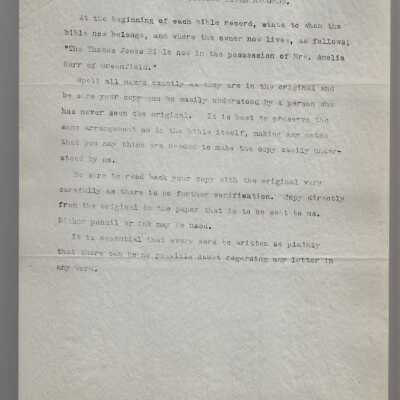 BIBLE RECORDS.
At the beginning of each bible record, state to whom the
bible now belongs, and where the owner now lives, as follows;
"The Thomas Jones Bible now in the possession of Mrs. Amelia
Burr of Greenfield."
Spell all names exactly as they are in the original and
be sure your copy can be easily understood by a person who
has never seen the original. It is best to preserve the
same arrangement as in the bible itself, making any notes
that you may think are needed to make the copy easily under-
stood by us.
Be sure to read back your copy with the original very
carefully as there is no further verification. Copy directly
from the original to the paper that is to be sent to us.
Either pencil or ink may be used.
It is essential that every word be written so plainly
that there can be no possible doubt regarding any letter in
any word.